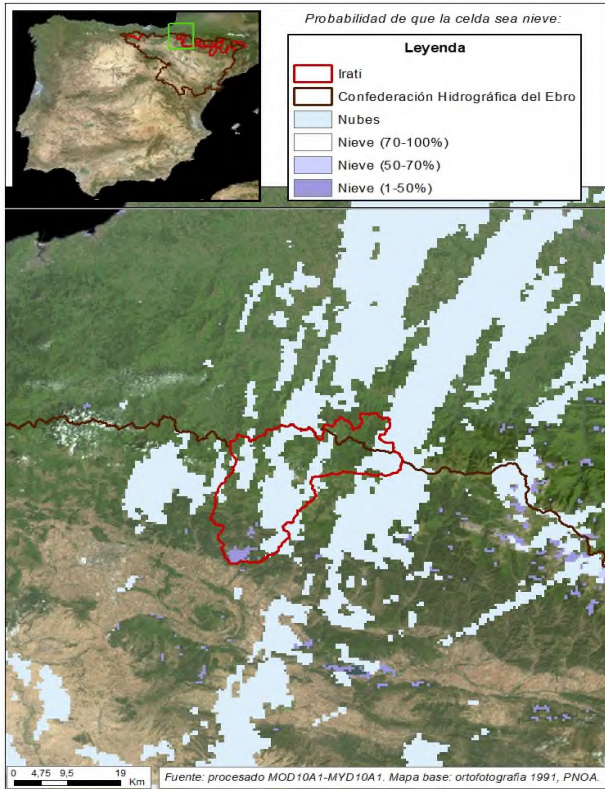 Probabilidad de que la celda sea nieve:
Leyenda
Irati
Confederación Hidrográfica del Ebro
Nubes
Nieve (70-100%)
Nieve (50-70%)
Nieve (1-50%)
0 4,75 9,5 19
Km
Fuente: procesado MOD10A1-MYD10A1. Mapa base: ortofotografía 1991, PNOA.